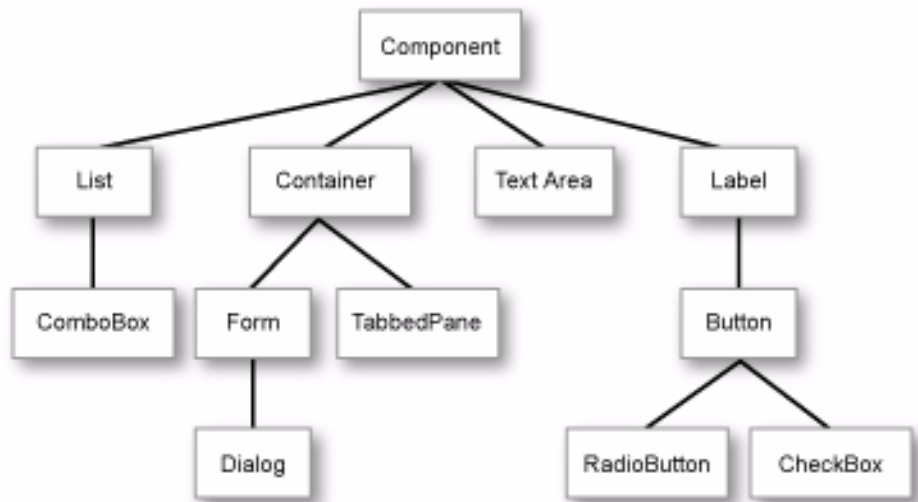 Component
List
Container
Text Area
Label
ComboBox
Form
TabbedPane
Button
Dialog
RadioButton
CheckBox